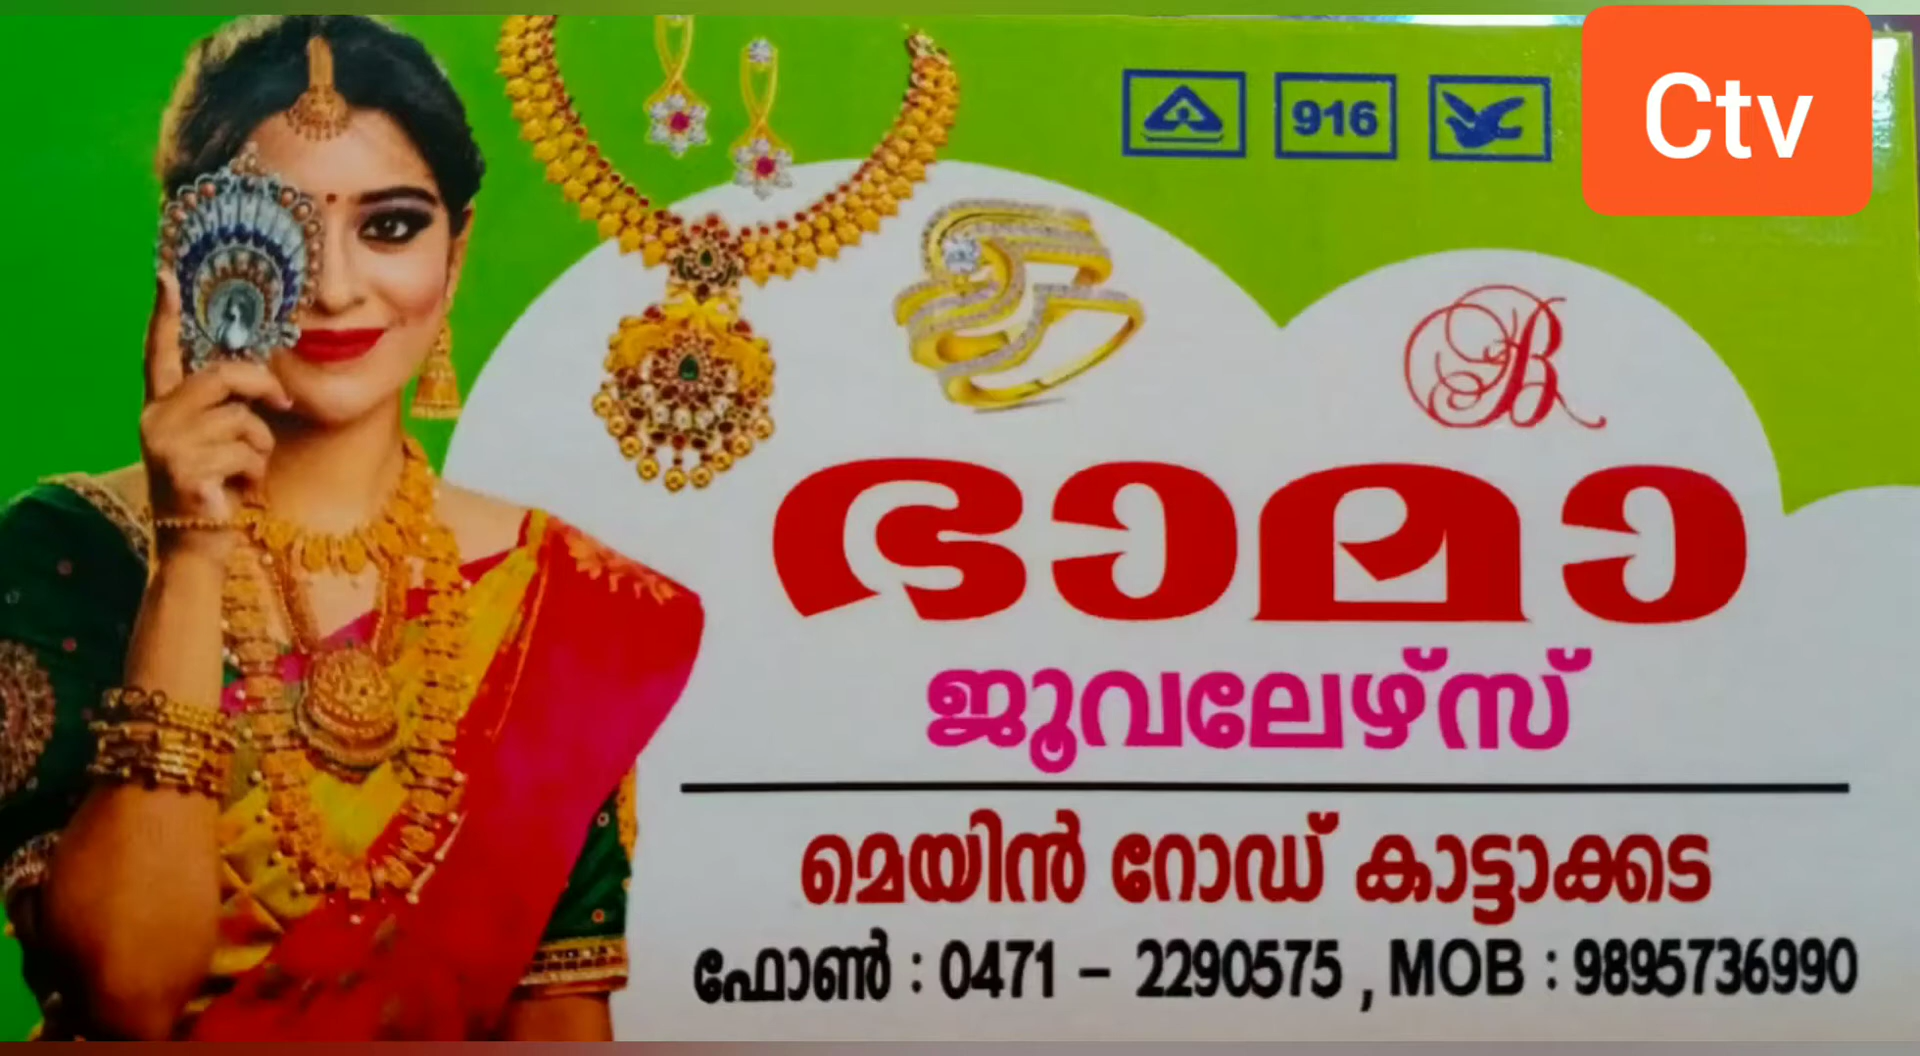 916
Ctv
B
ഭാമാ
ജൂവലേഴ്സ്
മെയിൻ റോഡ് കാട്ടാക്കട
ഫോൺ : 0471 - 2290575 , MOB : 9895736990